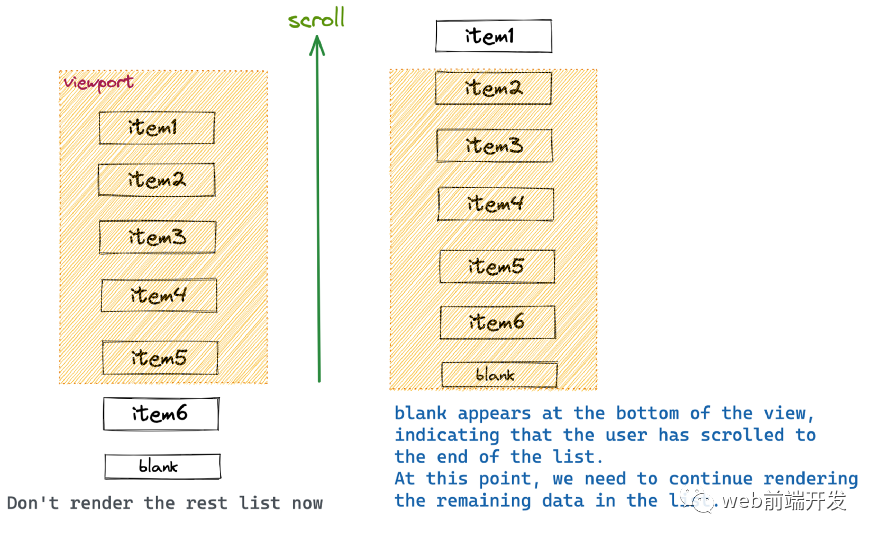 scroll
viewport
item1
item2
item3
item4
item5
item6
blank
Don't render the rest list now
item1
item2
item3
item4
item5
item6
blank
blank appears at the bottom of the view,
indicating that the user has scrolled to
the end of the list.
At this point, we need to continue rendering
the remaining data in the list.
web前端开发